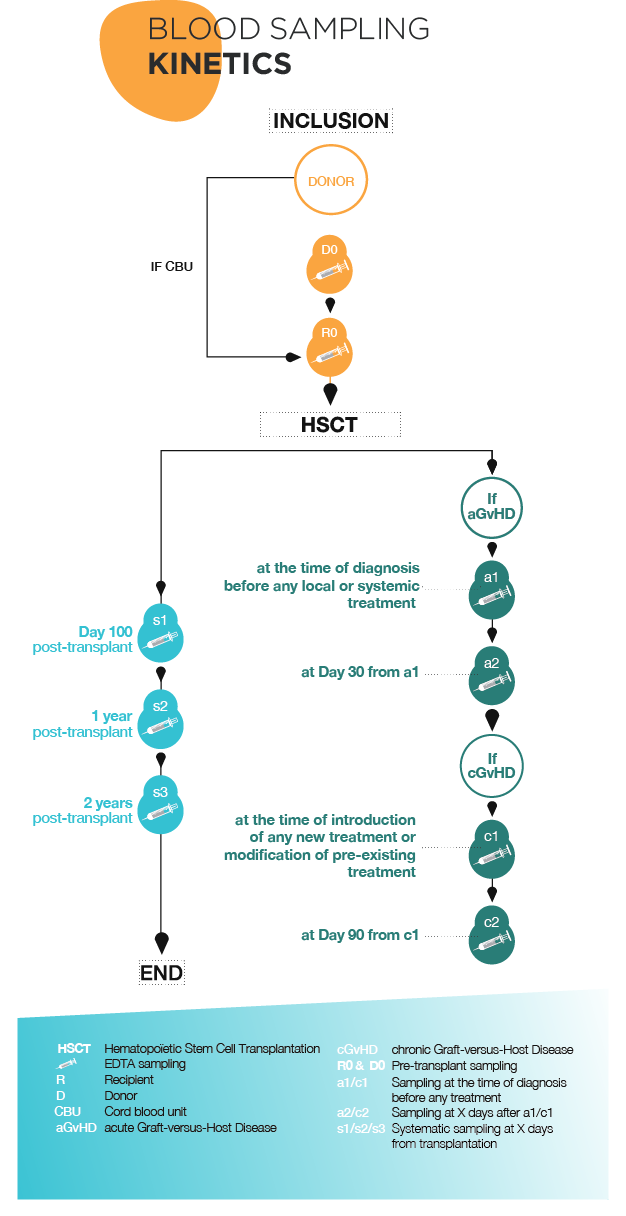 BLOOD SAMPLING
KINETICS
INCLUSION
DONOR
D0
IF CBU
R0
HSCT
If
aGvHD
at the time of diagnosis
before any local or systemic
treatment
a1
s1
Day 100
post-transplant
a2
at Day 30 from a1
s2
1 year
post-transplant
If
cGvHD
s3
2 years
post-transplant
at the time of introduction
of any new treatment or
modification of pre-existing
treatment
c1
c2
at Day 90 from c1
END
HSCT Hematopoïetic Stem Cell Transplantation
EDTA sampling
R Recipient
D Donor
CBU Cord blood unit
aGvHD acute Graft-versus-Host Disease
cGvHD chronic Graft-versus-Host Disease
R0 & D0 Pre-transplant sampling
a1/c1 Sampling at the time of diagnosis
before any treatment
a2/c2 Sampling at X days after a1/c1
s1/s2/s3 Systematic sampling at X days
from transplantation